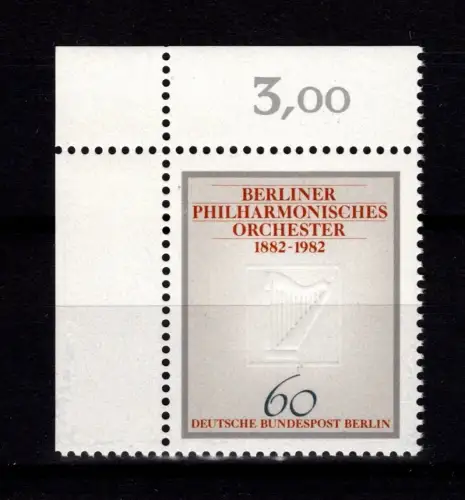 3,00
BERLINER
PHILHARMONISCHES
ORCHESTER
1882-1982
60
DEUTSCHE BUNDESPOST BERLIN